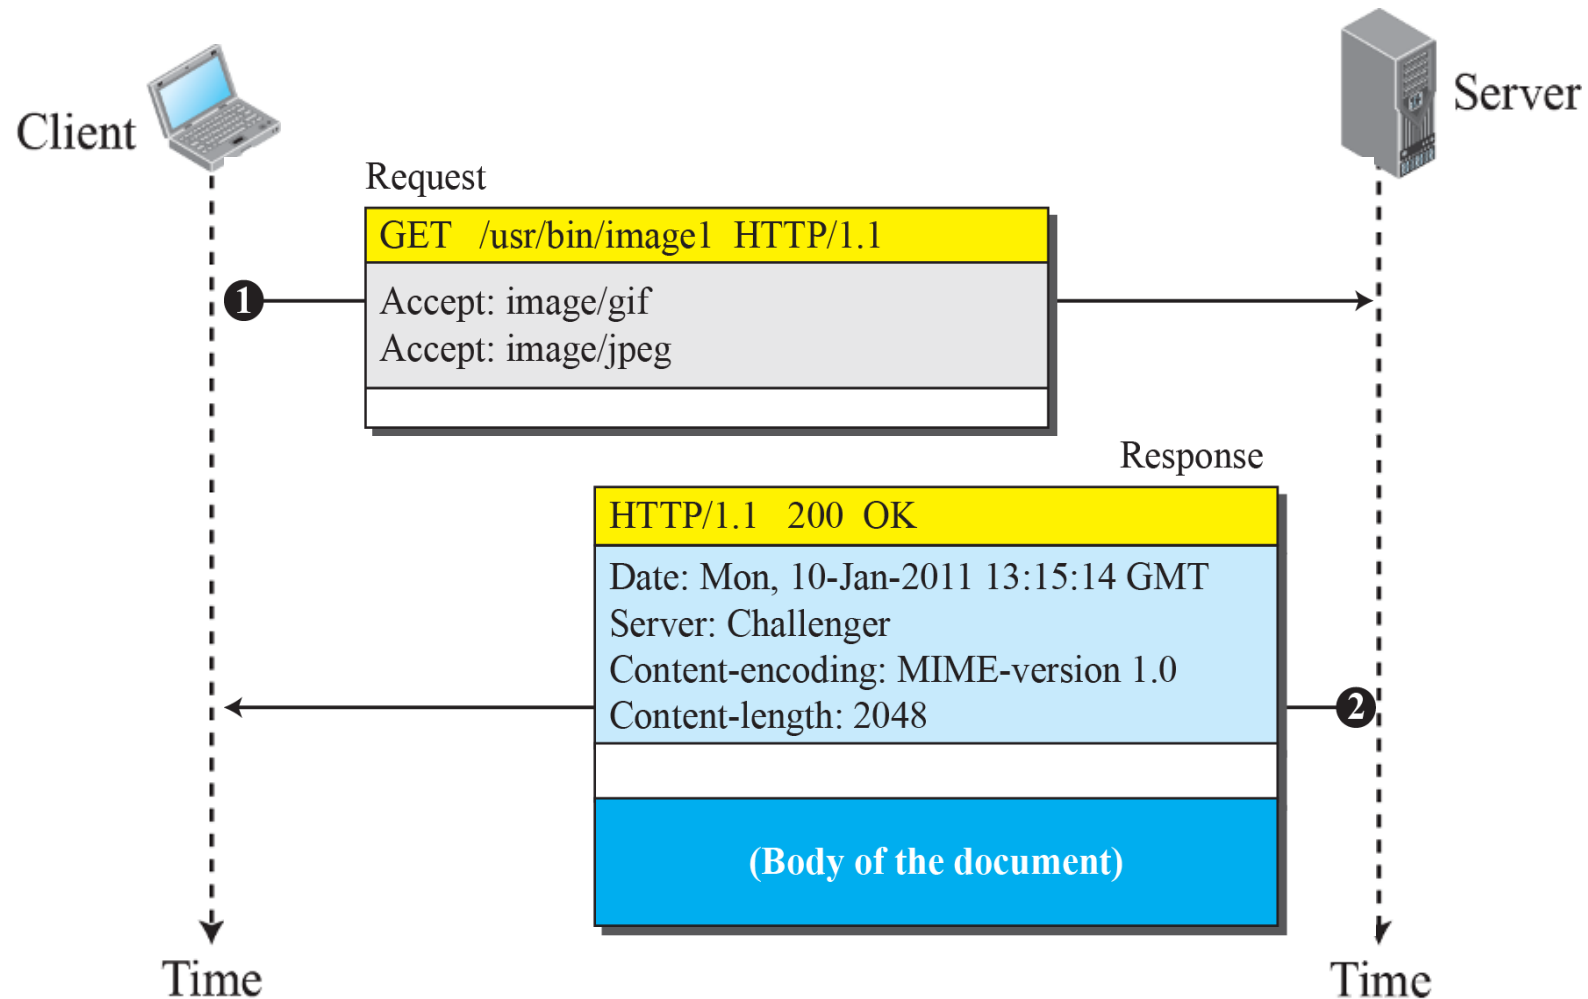 Client
Server
Request
GET /usr/bin/image1 HTTP/1.1
1
Accept: image/gif
Accept: image/jpeg
Response
HTTP/1.1 200 OK
Date: Mon, 10-Jan-2011 13:15:14 GMT
Server: Challenger
Content-encoding: MIME-version 1.0
Content-length: 2048
2
(Body of the document)
Time
Time